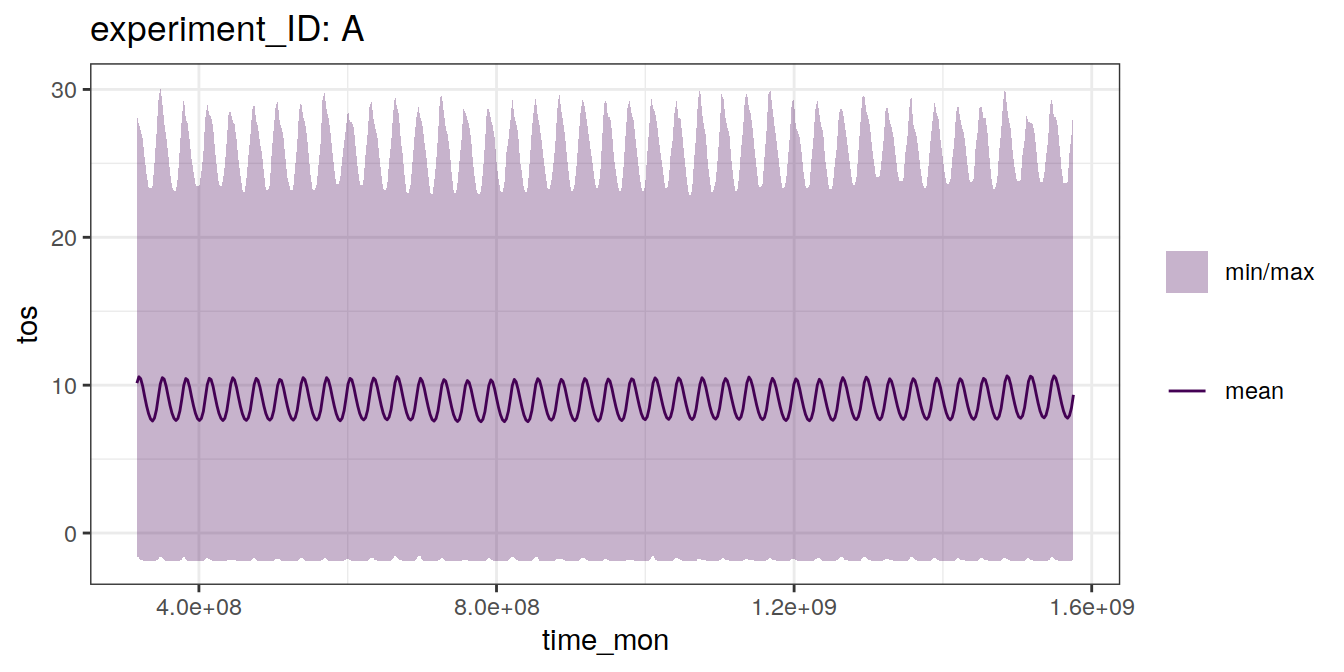 experiment_ID: A
30
20
10
0
tos
4.0e+08
8.0e+08
1.2e+09
1.6e+09
time_mon
min/max
mean